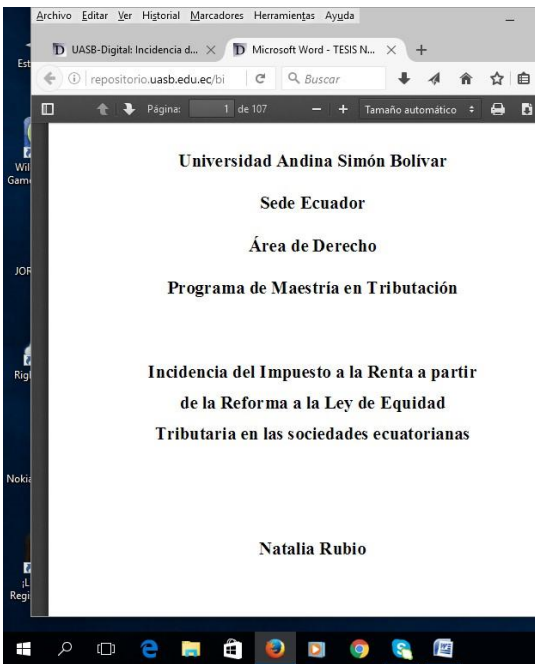 Archivo Editar Ver Historial Marcadores Herramientas Ayuda
UASB-Digital: Incidencia d...
Microsoft Word - TESIS N...
repositorio.uasb.edu.ec/bi
Buscar
Página: 1 de 107
Tamaño automático
Universidad Andina Simón Bolívar
Sede Ecuador
Área de Derecho
Programa de Maestría en Tributación
Incidencia del Impuesto a la Renta a partir
de la Reforma a la Ley de Equidad
Tributaria en las sociedades ecuatorianas
Natalia Rubio
Est
Wil
Game
JOR
Rigl
Nokia
¡L
Regi